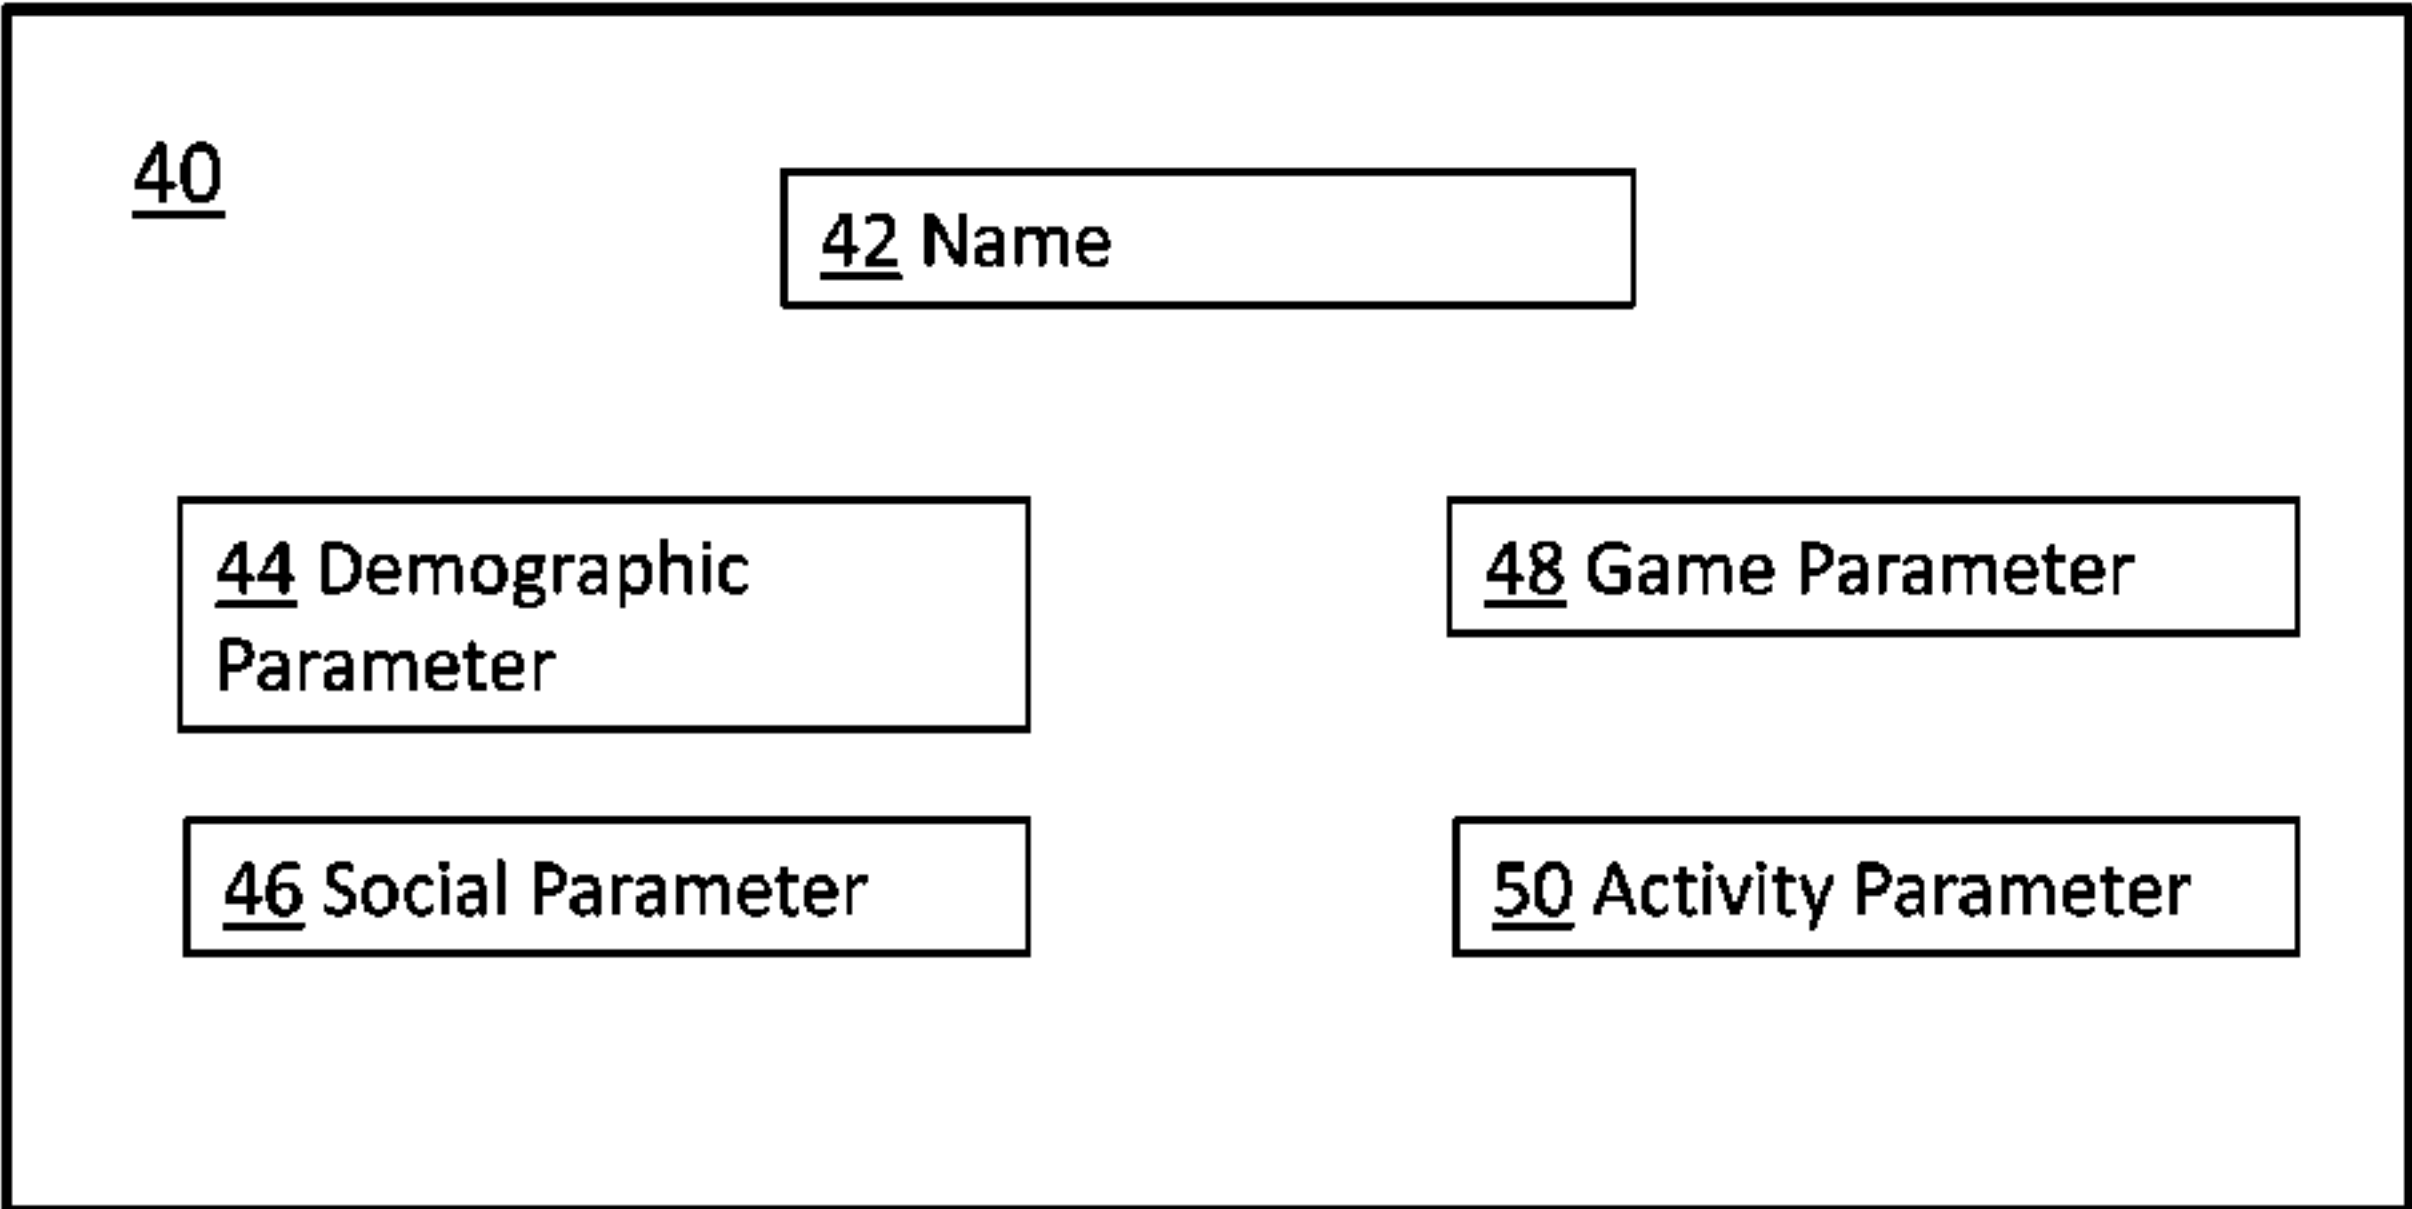 40
42 Name
44 Demographic
Parameter
48 Game Parameter
46 Social Parameter
50 Activity Parameter